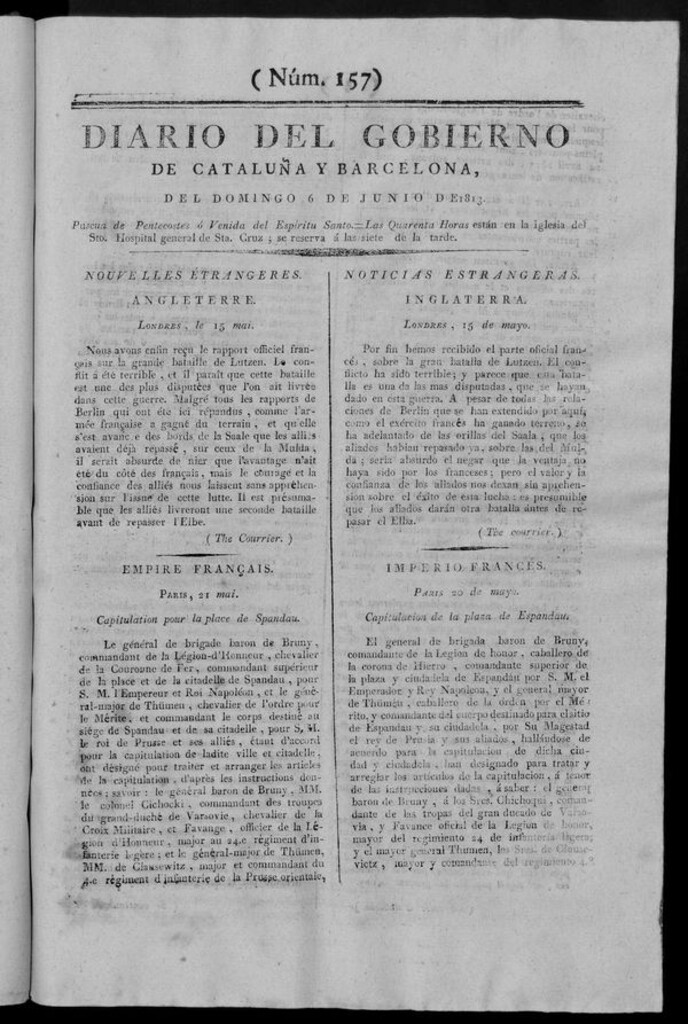 (Núm. 157)
DIARIO DEL GOBIERNO
DE CATALUÑA Y BARCELONA,
DEL DOMINGO 6 DE JUNIO DE 1813.
Pascua de Pentecostes ó Venida del Espíritu Santo.=Las Quarenta Horas están en la iglesia del
Sto. Hospital general de Sta. Cruz ; se reserva á las siete de la tarde.
NOUVELLES ÉTRANGERES.
ANGLETERRE.
Londres, le 15 mai.
Nous avons enfin reçu le rapport officiel fran-
çois sur la grande bataille de Lutzen. Le con-
flit a été terrible, et il paraît que cette bataille
est une des plus disputées que l'on ait livrée
dans cette guerre. Malgré tous les rapports de
Berlin qui ont été ici répandus, comme l'ar-
mée française a gagné du terrain, et qu'elle
s'est avancée des bords de la Saale que les alliés
avaient déjà repassé, sur ceux de la Mulda,
il serait absurde de nier que l'avantage n'ait
été du côté des français, mais le courage et la
confiance des alliés nous laissent sans appréhen-
sion sur l'issue de cette lutte. Il est présuma-
ble que les alliés livreront une seconde bataille
avant de repasser l'Elbe.
(The Courrier.)
EMPIRE FRANÇAIS.
Paris, 21 mai.
Capitulation pour la place de Spandau.
Le général de brigade baron de Bruny,
commandant de la Légion-d'Honneur, chevalier
de la Couronne de Fer, commandant supérieur
de la place et de la citadelle de Spandau, pour
S. M. l'Empereur et Roi Napoléon, et le géné-
ral-major de Thümen, chevalier de l'ordre pour
le Mérite, et commandant le corps destiné au
siège de Spandau et de sa citadelle, pour S. M.
le roi de Prusse et ses alliés, étant d'accord
pour la capitulation de ladite ville et citadelle,
ont désigné pour traiter et arranger les articles
de la capitulation, d'après les instructions don-
nées; savoir: le général baron de Bruny, MM.
le colonel Cichocki, commandant des troupes
du grand-duché de Varsovie, chevalier de la
Croix Militaire, et Favange, officier de la Lé-
gion d'Honneur, major au 24.e régiment d'in-
fanterie légère; et le général-major de Thümen,
MM. de Clausewitz, major et commandant du
4.e régiment d'infanterie de la Prusse orientale,
NOTICIAS ESTRANGERAS.
INGLATERRA.
Londres, 15 de mayo.
Por fin hemos recibido el parte oficial fran-
cés, sobre la gran batalla de Lutzen. El con-
flicto ha sido terrible; y parece que esta bata-
lla es una de las mas disputadas, que se hayan
dado en esta guerra. A pesar de todas las rela-
ciones de Berlin que se han extendido por aquí,
como el exército francés ha ganado terreno, se
ha adelantado de las orillas del Saala, que los
aliados habian repasado ya, sobre las del Mul-
da; sería absurdo el negar que la ventaja no
haya sido por los franceses; pero el valor y la
confianza de los aliados nos dexan sin aprehen-
sion sobre el éxito de esta lucha: es presumible
que los aliados darán otra batalla ántes de re-
pasar el Elba.
(The courrier.)
IMPERIO FRANCÉS.
Paris 20 de mayo.
Capitulacion de la plaza de Espandau.
El general de brigada baron de Bruny,
comandante de la Legion de honor, caballero de
la corona de Hierro, comandante superior de
la plaza y ciudadela de Espandau por S. M. el
Emperador y Rey Napoleon, y el general mayor
de Thümen, caballero de la órden por el Mé-
rito, y comandante del cuerpo destinado para el sitio
de Espandau y su ciudadela, por Su Magestad
el rey de Prusia y sus aliados, hallándose de
acuerdo para la capitulacion de dicha ciu-
dad y ciudadela, han designado para tratar y
arreglar los artículos de la capitulacion, á tenor
de las instrucciones dadas, á saber: el general
baron de Bruny, á los Sres. Chichoqui, coman-
dante de las tropas del gran ducado de Varso-
via, y Favance oficial de la Legion de honor,
mayor del regimiento 24 de infantería ligera;
y el mayor general Thumen, los Sres. de Clause-
vietz, mayor y comandante del regimiento 4.º